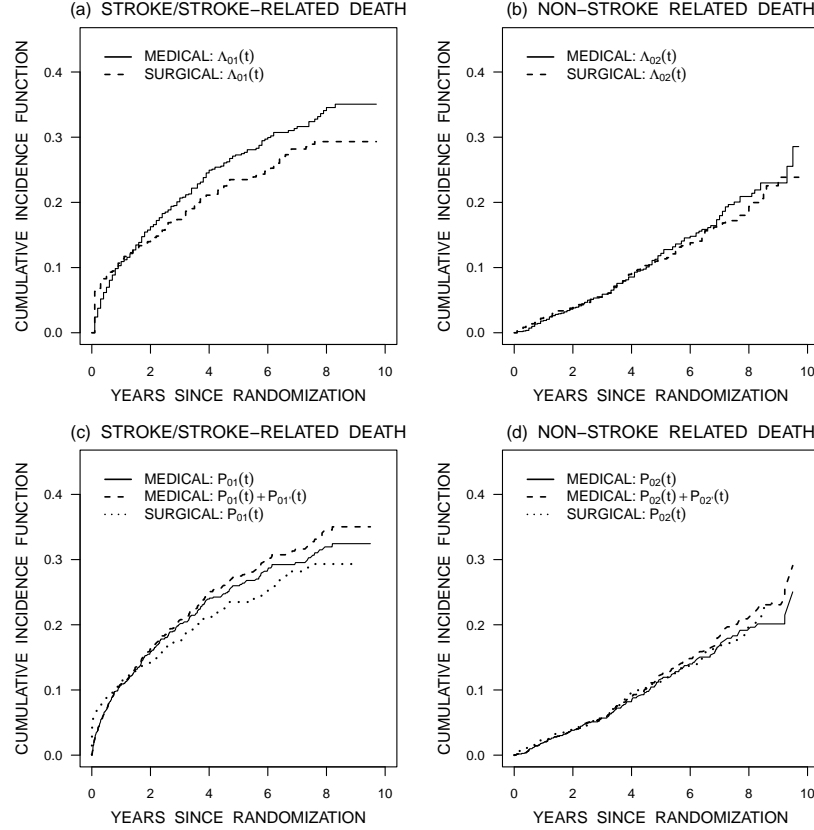 (a) STROKE/STROKE−RELATED DEATH
MEDICAL: Λ01(t)
SURGICAL: Λ01(t)
CUMULATIVE INCIDENCE FUNCTION
0.4
0.3
0.2
0.1
0.0
0 2 4 6 8 10
YEARS SINCE RANDOMIZATION
(b) NON−STROKE RELATED DEATH
MEDICAL: Λ02(t)
SURGICAL: Λ02(t)
CUMULATIVE INCIDENCE FUNCTION
0.4
0.3
0.2
0.1
0.0
0 2 4 6 8 10
YEARS SINCE RANDOMIZATION
(c) STROKE/STROKE−RELATED DEATH
MEDICAL: P01(t)
MEDICAL: P01(t) + P01'(t)
SURGICAL: P01(t)
CUMULATIVE INCIDENCE FUNCTION
0.4
0.3
0.2
0.1
0.0
0 2 4 6 8 10
YEARS SINCE RANDOMIZATION
(d) NON−STROKE RELATED DEATH
MEDICAL: P02(t)
MEDICAL: P02(t) + P02'(t)
SURGICAL: P02(t)
CUMULATIVE INCIDENCE FUNCTION
0.4
0.3
0.2
0.1
0.0
0 2 4 6 8 10
YEARS SINCE RANDOMIZATION